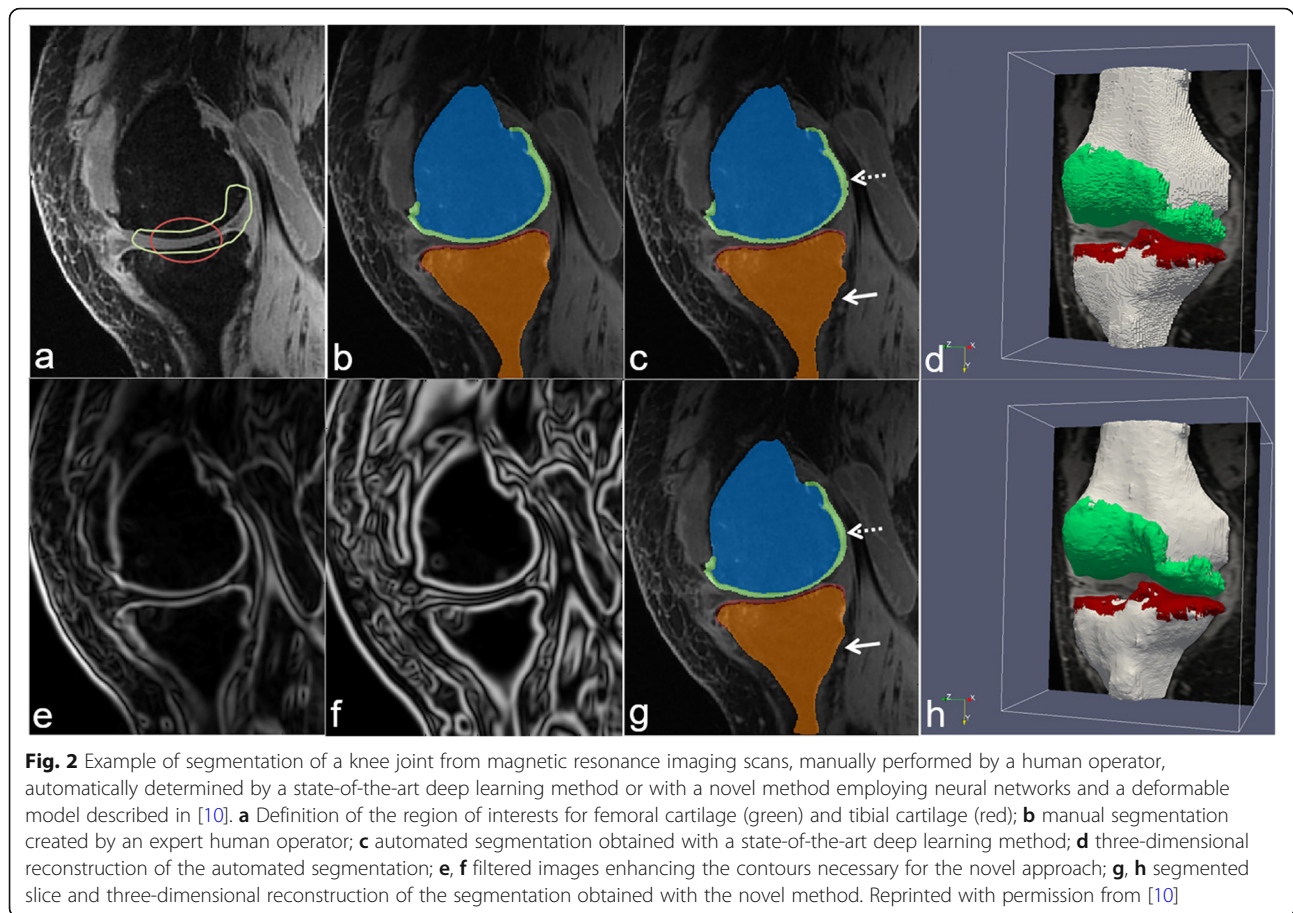 a
b
c
d
Z
X
Y
e
f
g
h
Z
X
Y
Fig. 2 Example of segmentation of a knee joint from magnetic resonance imaging scans, manually performed by a human operator,
automatically determined by a state-of-the-art deep learning method or with a novel method employing neural networks and a deformable
model described in [10]. a Definition of the region of interests for femoral cartilage (green) and tibial cartilage (red); b manual segmentation
created by an expert human operator; c automated segmentation obtained with a state-of-the-art deep learning method; d three-dimensional
reconstruction of the automated segmentation; e, f filtered images enhancing the contours necessary for the novel approach; g, h segmented
slice and three-dimensional reconstruction of the segmentation obtained with the novel method. Reprinted with permission from [10]